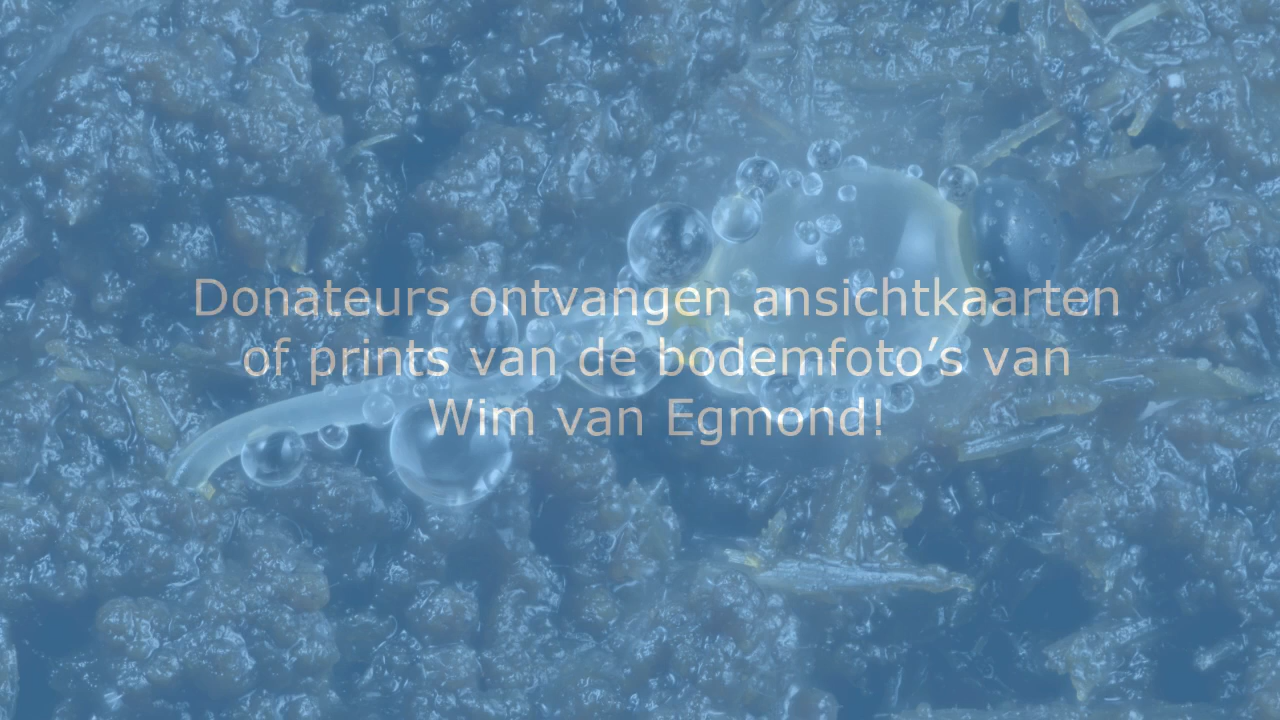 Donateurs ontvangen ansichtkaarten
of prints van de bodemfoto’s van
Wim van Egmond!